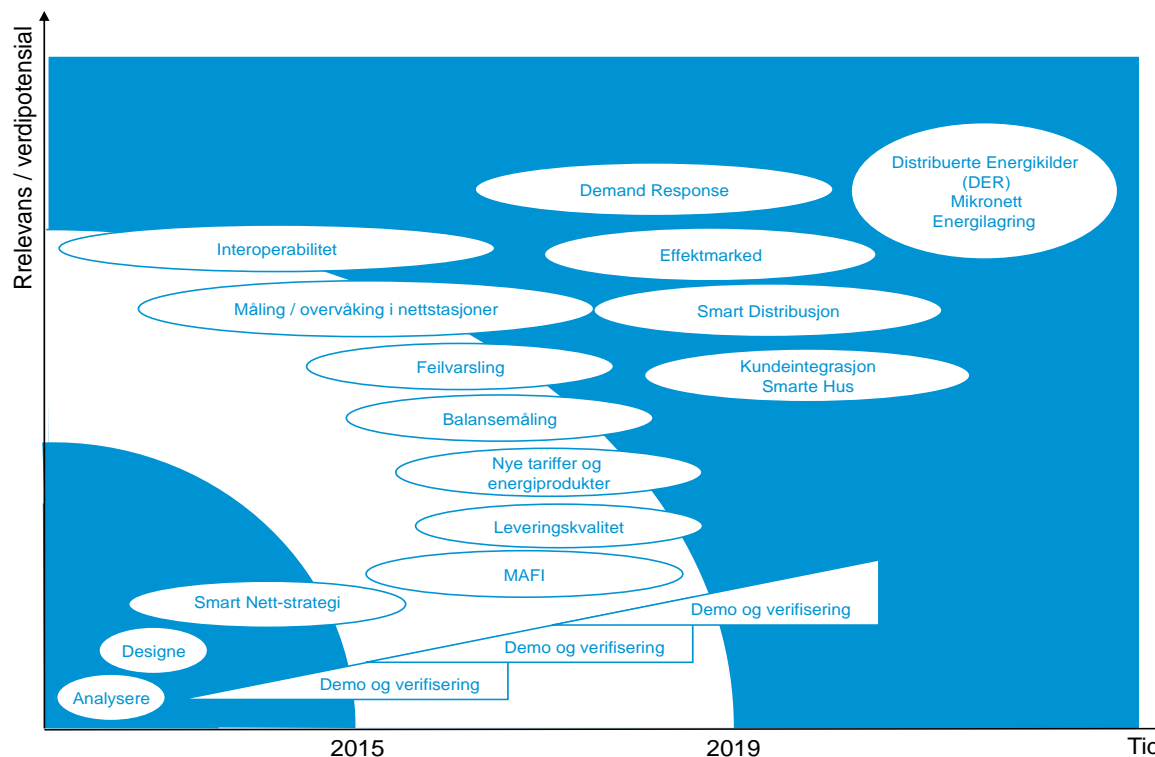 Rrelevans / verdipotensial
Distribuerte Energikilder
(DER)
Mikronett
Energilagring
Demand Response
Interoperabilitet
Effektmarked
Måling / overvåking i nettstasjoner
Smart Distribusjon
Feilvarsling
Kundeintegrasjon
Smarte Hus
Balansemåling
Nye tariffer og
energiprodukter
Leveringskvalitet
MAFI
Smart Nett-strategi
Demo og verifisering
Designe
Demo og verifisering
Analysere
Demo og verifisering
2015
2019